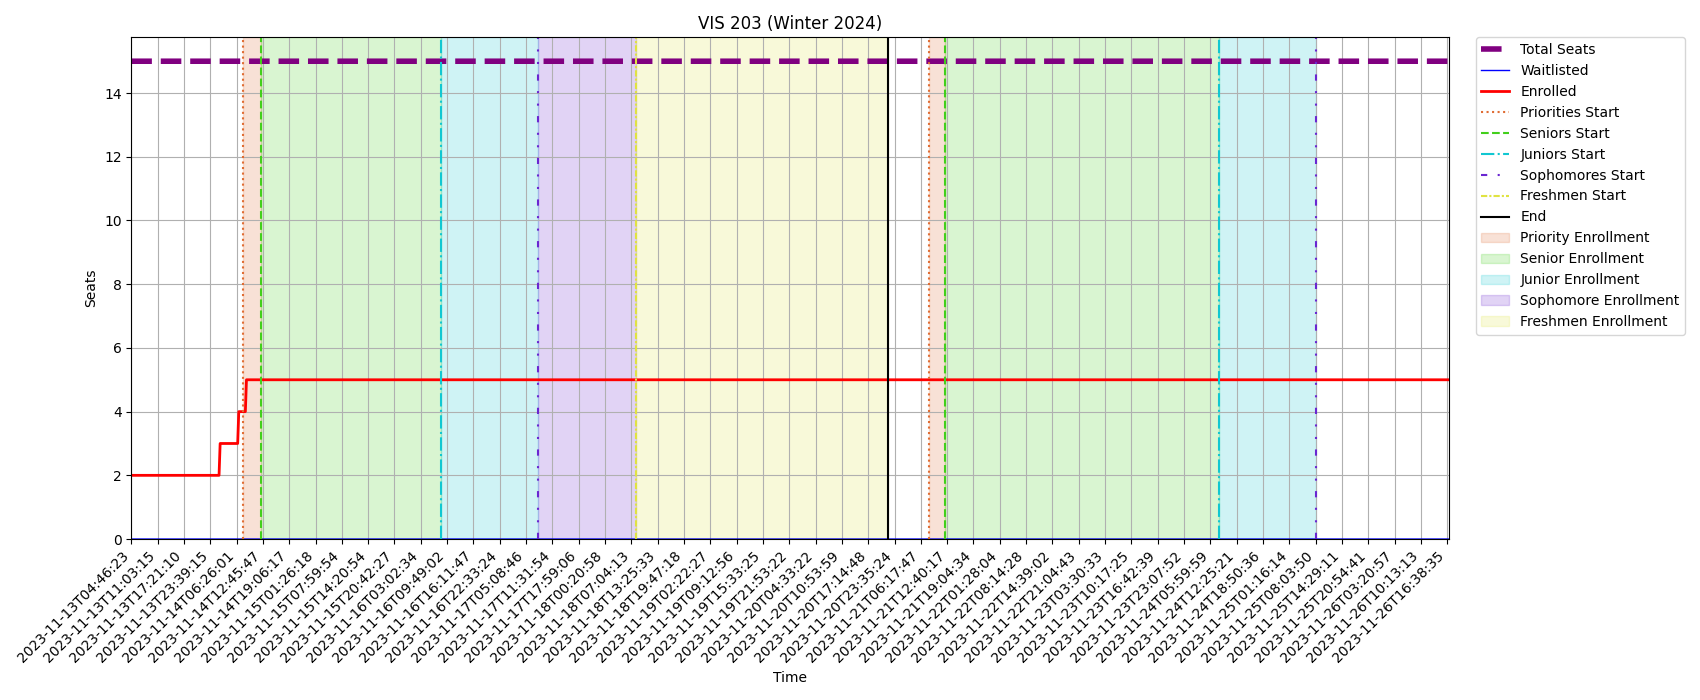 VIS 203 (Winter 2024)
Seats
14
12
10
8
6
4
2
0
2023-11-13T04:46:23
2023-11-13T11:03:15
2023-11-13T17:21:10
2023-11-13T23:39:15
2023-11-14T06:26:01
2023-11-14T12:45:47
2023-11-14T19:06:17
2023-11-15T01:26:18
2023-11-15T07:59:54
2023-11-15T14:20:54
2023-11-15T20:42:27
2023-11-16T03:02:34
2023-11-16T09:49:02
2023-11-16T16:11:47
2023-11-16T22:33:24
2023-11-17T05:08:46
2023-11-17T11:31:54
2023-11-17T17:59:06
2023-11-18T00:20:58
2023-11-18T07:04:13
2023-11-18T13:25:33
2023-11-18T19:47:18
2023-11-19T02:22:27
2023-11-19T09:12:56
2023-11-19T15:33:25
2023-11-19T21:53:22
2023-11-20T04:33:22
2023-11-20T10:53:59
2023-11-20T17:14:48
2023-11-20T23:35:24
2023-11-21T06:17:47
2023-11-21T12:40:17
2023-11-21T19:04:34
2023-11-22T01:28:04
2023-11-22T08:14:28
2023-11-22T14:39:02
2023-11-22T21:04:43
2023-11-23T03:30:33
2023-11-23T10:17:25
2023-11-23T16:42:39
2023-11-23T23:07:52
2023-11-24T05:59:59
2023-11-24T12:25:21
2023-11-24T18:50:36
2023-11-25T01:16:14
2023-11-25T08:03:50
2023-11-25T14:29:11
2023-11-25T20:54:41
2023-11-26T03:20:57
2023-11-26T10:13:13
2023-11-26T16:38:35
Time
Total Seats
Waitlisted
Enrolled
Priorities Start
Seniors Start
Juniors Start
Sophomores Start
Freshmen Start
End
Priority Enrollment
Senior Enrollment
Junior Enrollment
Sophomore Enrollment
Freshmen Enrollment